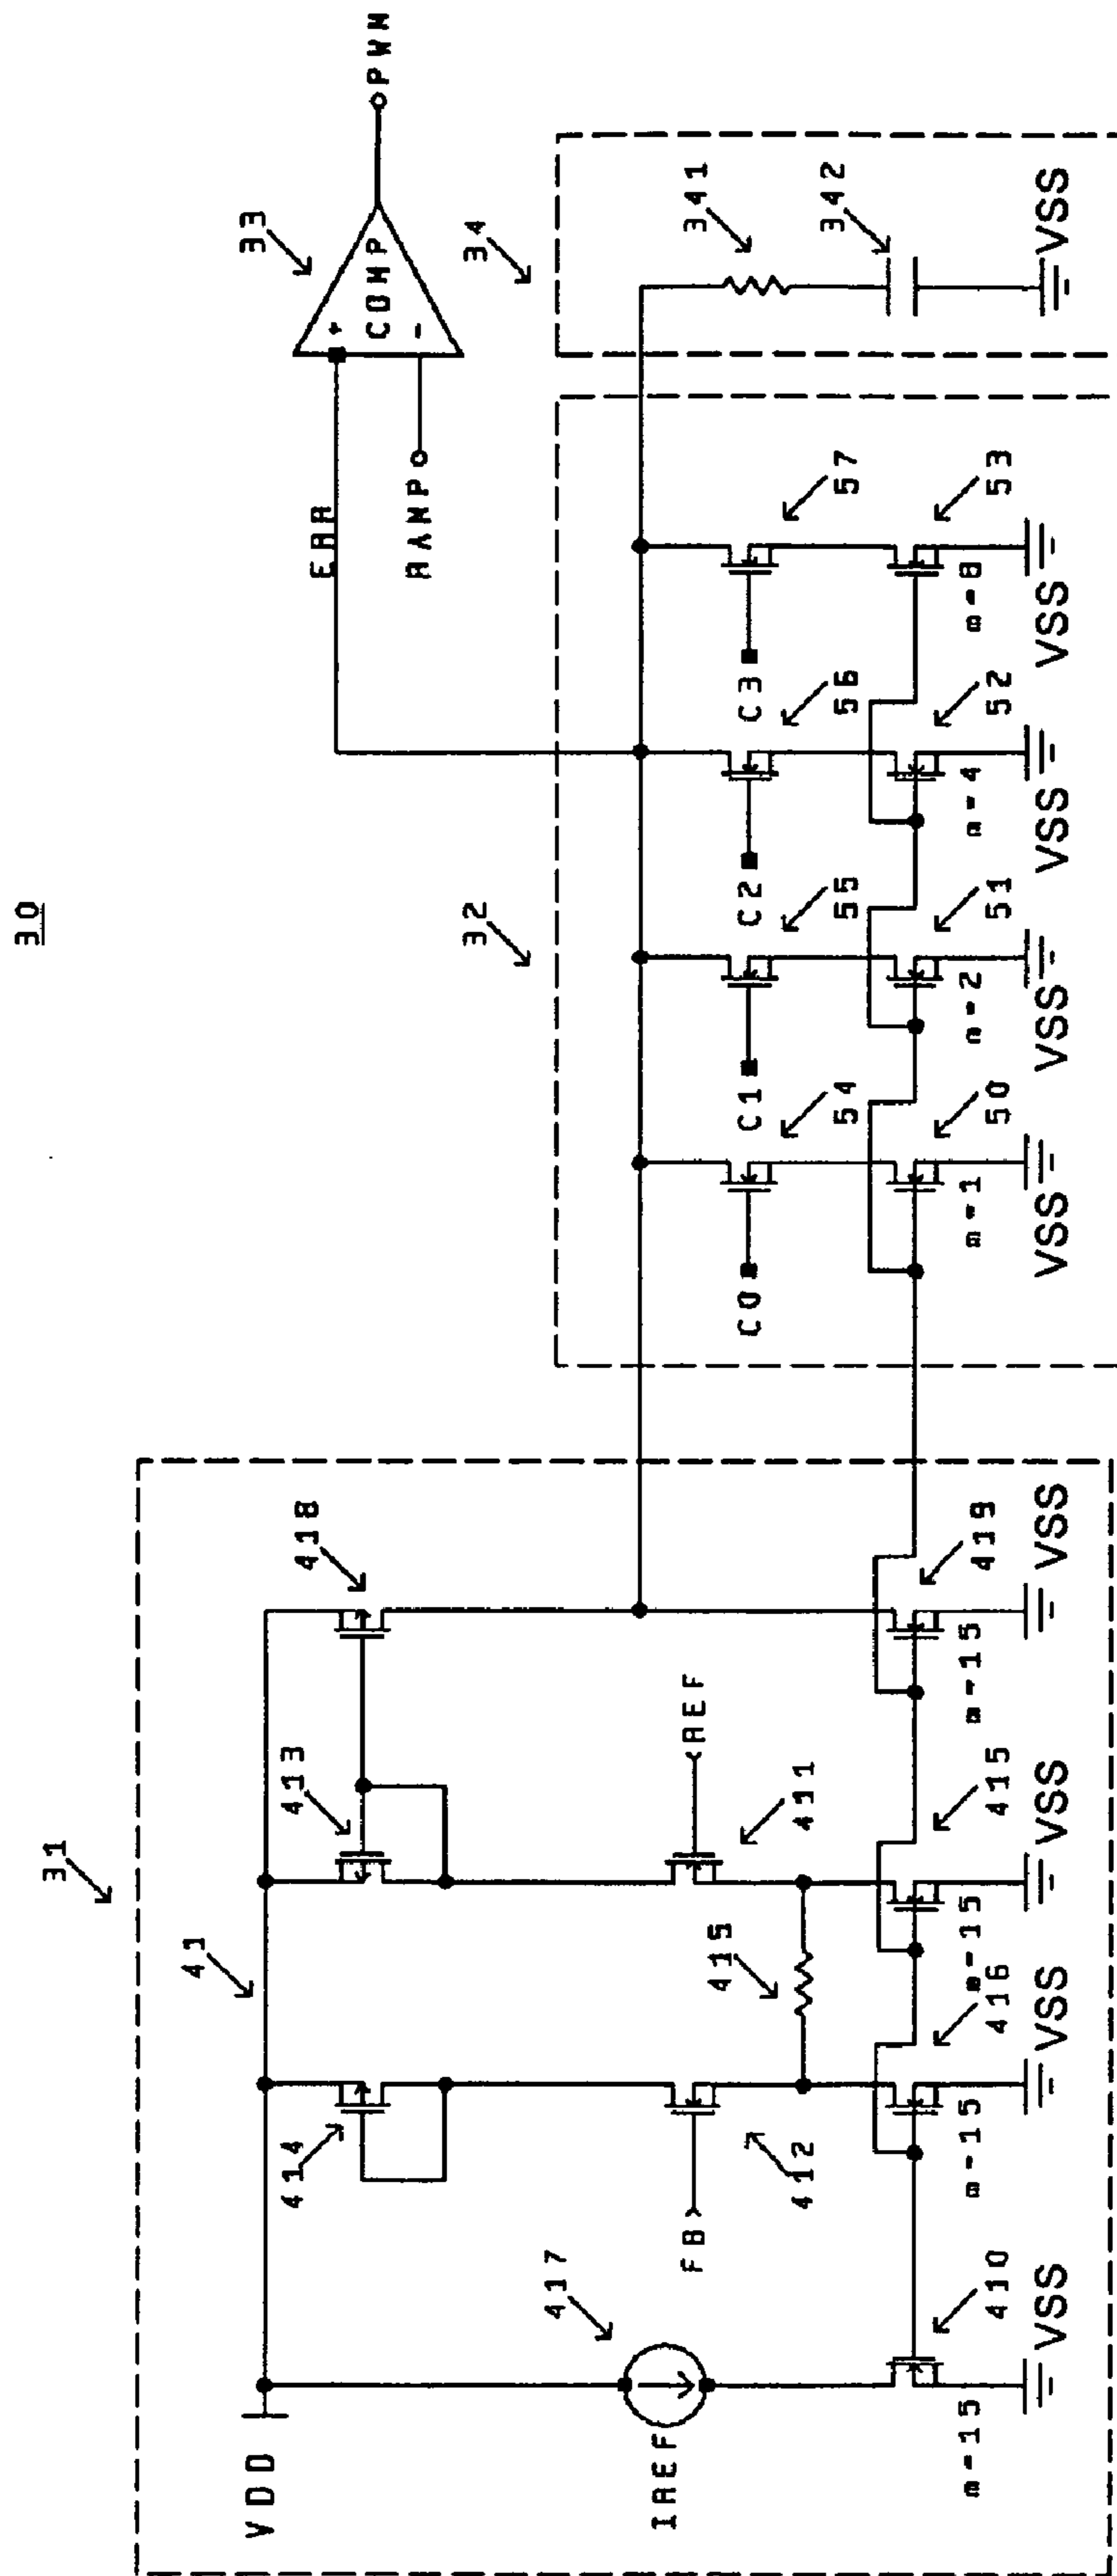 30
31
41
VDD
417
IREF
410
m=15
VSS
414
412
FB
416
m=15
VSS
415
413
411
REF
415
m=15
VSS
418
419
m=15
VSS
32
C0
54
50
m=1
VSS
C1
55
51
m=2
VSS
C2
56
52
m=4
VSS
C3
57
53
m=8
VSS
ERR
RAMP
33
+
COMP
-
PWM
34
341
342
VSS